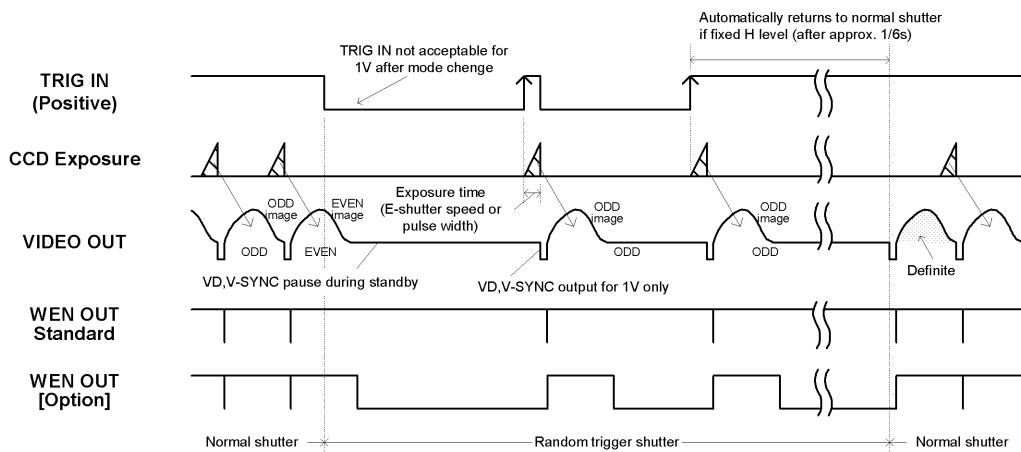 Automatically returns to normal shutter
if fixed H level (after approx. 1/6s)
TRIG IN not acceptable for
1V after mode chenge
TRIG IN
(Positive)
CCD Exposure
Exposure time
(E-shutter speed or
pulse width)
ODD
image
EVEN
image
ODD
image
ODD
image
VIDEO OUT
ODD
EVEN
ODD
ODD
Definite
VD,V-SYNC pause during standby
VD,V-SYNC output for 1V only
WEN OUT
Standard
WEN OUT
[Option]
Normal shutter
Random trigger shutter
Normal shutter